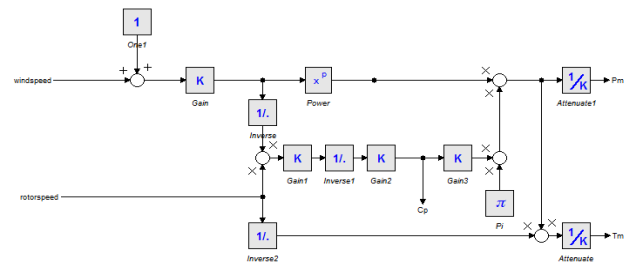 1
One1
+
+
windspeed
K
Gain
x^p
Power
×
×
1/K
Attenuate1
Pm
1/.
Inverse
×
×
K
Gain1
1/.
Inverse1
K
Gain2
K
Gain3
×
×
Cp
π
Pi
rotorspeed
1/.
Inverse2
×
×
1/K
Attenuate
Tm